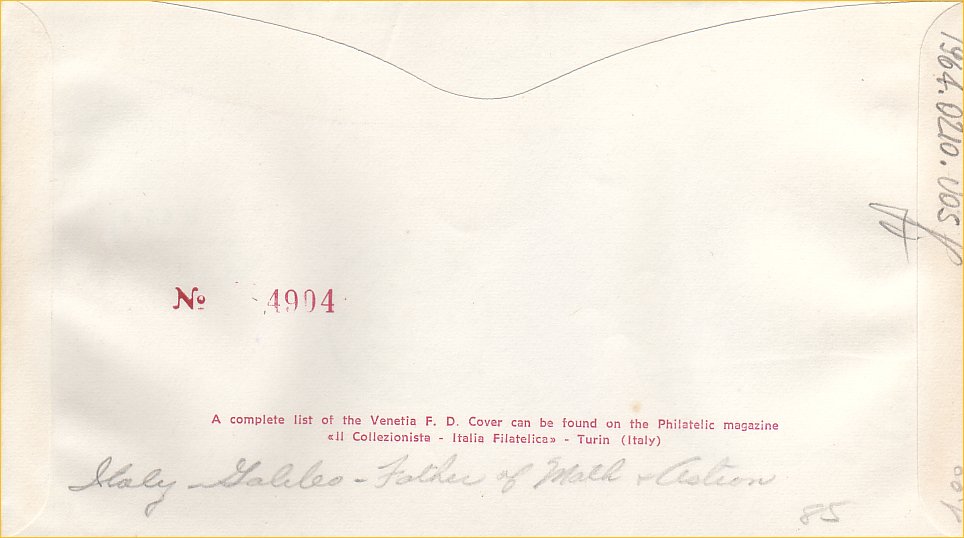 1964.0210.V05
№ 4904
A complete list of the Venetia F. D. Cover can be found on the Philatelic magazine
«Il Collezionista - Italia Filatelica» - Turin (Italy)
Italy - Galileo - Father of Math & Astron
85